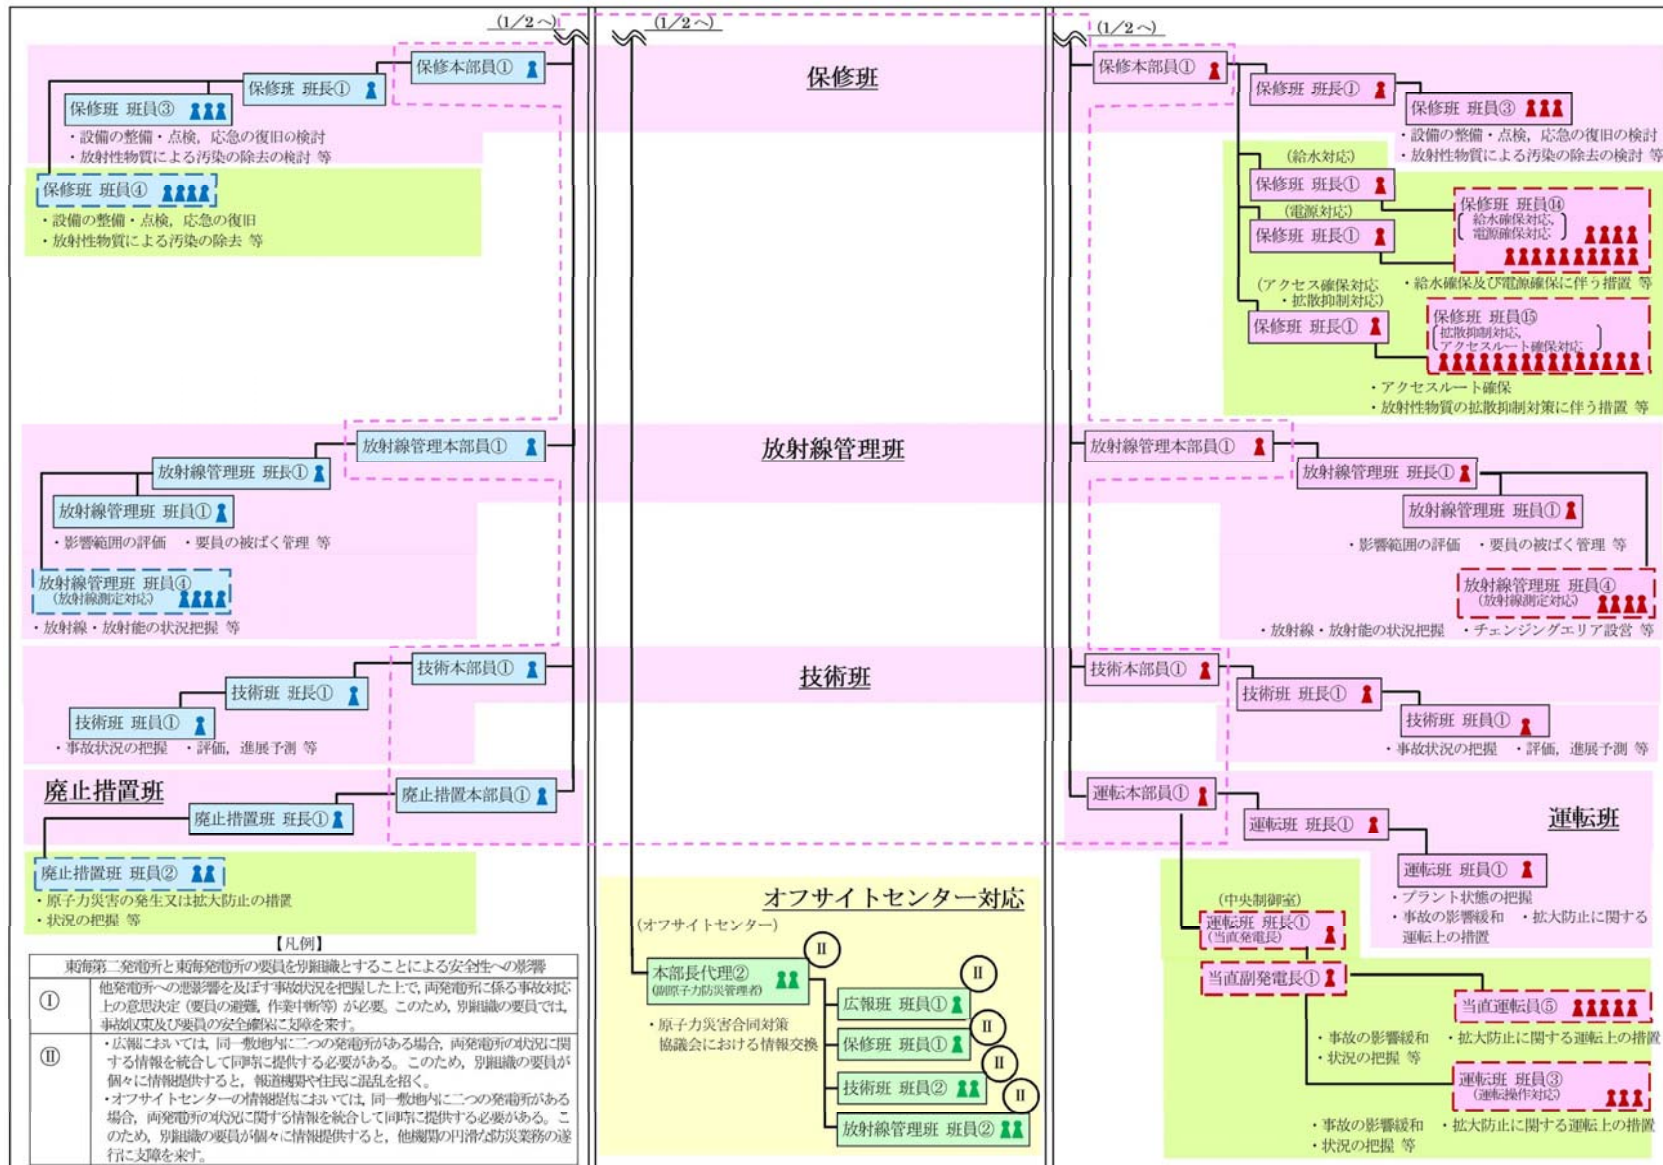 (1/2へ)
(1/2へ)
(1/2へ)
保修本部員①
保修班 班長①
保修班 班員③
・設備の整備・点検，応急の復旧の検討
・放射性物質による汚染の除去の検討 等
保修班 班員④
・設備の整備・点検，応急の復旧
・放射性物質による汚染の除去 等
保修班
保修本部員①
保修班 班長①
保修班 班員③
・設備の整備・点検，応急の復旧の検討
・放射性物質による汚染の除去の検討 等
(給水対応)
保修班 班長①
(電源対応)
保修班 班長①
保修班 班員⑭
給水確保対応，
電源確保対応
・給水確保及び電源確保に伴う措置 等
(アクセス確保対応
・拡散抑制対応)
保修班 班長①
保修班 班員⑮
拡散抑制対応，
アクセスルート確保対応
・アクセスルート確保
・放射性物質の拡散抑制対策に伴う措置 等
放射線管理本部員①
放射線管理班 班長①
放射線管理班 班員①
・影響範囲の評価 ・要員の被ばく管理 等
放射線管理班 班員④
(放射線測定対応)
・放射線・放射能の状況把握 等
放射線管理班
放射線管理本部員①
放射線管理班 班長①
放射線管理班 班員①
・影響範囲の評価 ・要員の被ばく管理 等
放射線管理班 班員④
(放射線測定対応)
・放射線・放射能の状況把握 ・チェンジングエリア設営 等
技術本部員①
技術班 班長①
技術班 班員①
・事故状況の把握 ・評価，進展予測 等
技術班
技術本部員①
技術班 班長①
技術班 班員①
・事故状況の把握 ・評価，進展予測 等
廃止措置班
廃止措置本部員①
廃止措置班 班長①
廃止措置班 班員②
・原子力災害の発生又は拡大防止の措置
・状況の把握 等
運転班
運転本部員①
運転班 班長①
運転班 班員①
・プラント状態の把握
・事故の影響緩和 ・拡大防止に関する
運転上の措置
(中央制御室)
運転班 班長①
(当直発電長)
当直副発電長①
当直運転員⑤
・事故の影響緩和 ・拡大防止に関する運転上の措置
・状況の把握 等
運転班 班員③
(運転操作対応)
・事故の影響緩和 ・拡大防止に関する運転上の措置
・状況の把握 等
オフサイトセンター対応
(オフサイトセンター)
本部長代理②
(副原子力防災管理者)
Ⅱ
・原子力災害合同対策
協議会における情報交換
広報班 班員①
Ⅱ
保修班 班員①
Ⅱ
技術班 班員②
Ⅱ
放射線管理班 班員②
Ⅱ
【凡例】
東海第二発電所と東海発電所の要員を別組織とすることによる安全性への影響
Ⅰ
他発電所への悪影響を及ぼす事故状況を把握した上で，両発電所に係る事故対応
上の意思決定（要員の避難，作業中断等）が必要。このため，別組織の要員では，
事故収束及び要員の安全確保に支障を来す。
Ⅱ
・広報においては，同一敷地内に二つの発電所がある場合，両発電所の状況に関
する情報を統合して同時に提供する必要がある。このため，別組織の要員が
個々に情報提供すると，報道機関や住民に混乱を招く。
・オフサイトセンターの情報提供においては，同一敷地内に二つの発電所がある
場合，両発電所の状況に関する情報を統合して同時に提供する必要がある。こ
のため，別組織の要員が個々に情報提供すると，他機関の円滑な防災業務の遂
行に支障を来す。